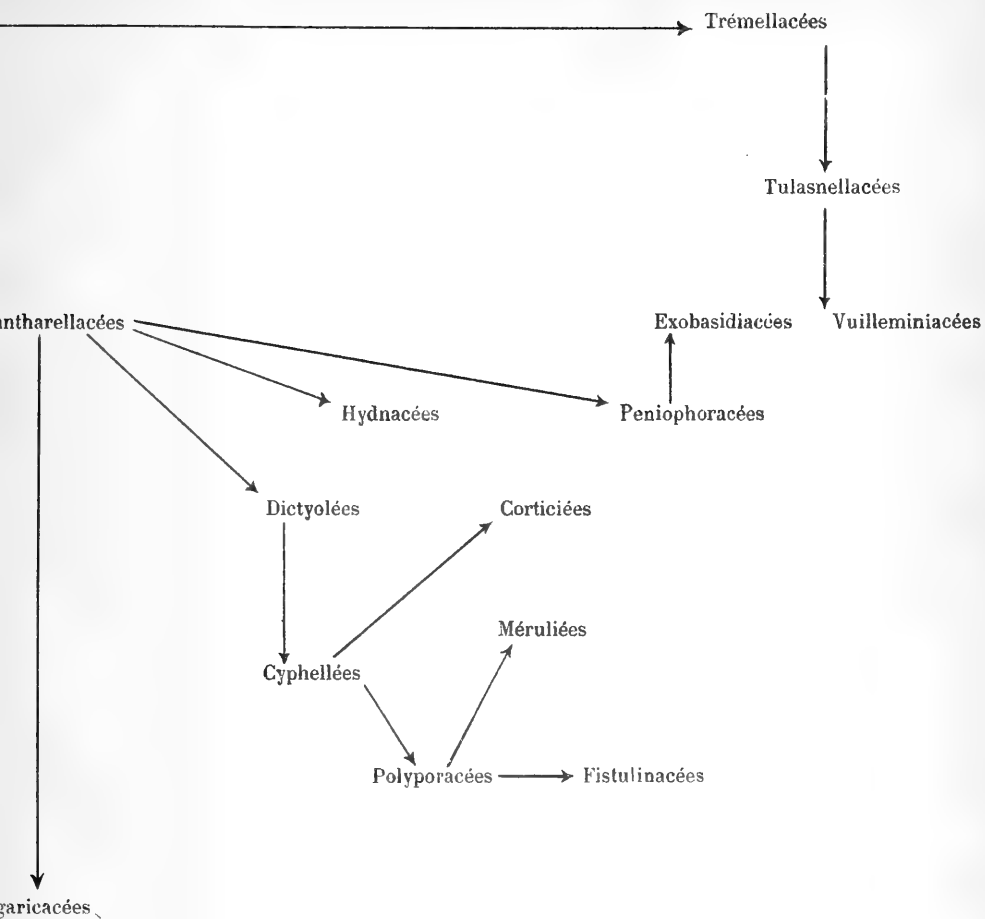 Trémellacées
Tulasnellacées
antharellacées
Exobasidiacées
Vuilleminiacées
Hydnacées
Peniophoracées
Dictyolées
Corticiées
Méruliées
Cyphellées
Polyporacées
Fistulinacées
garicacées